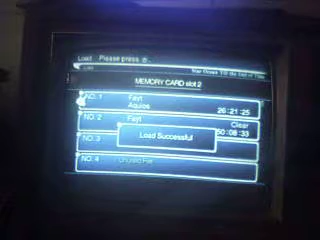 Load Please press
Load
Star Ocean Till the End of Time
MEMORY CARD slot 2
NO. 1 Fayt
Aquios 26:21:25
NO. 2 Fayt
Clear
50:08:33
Load Successful
NO. 3
NO. 4 Unused File